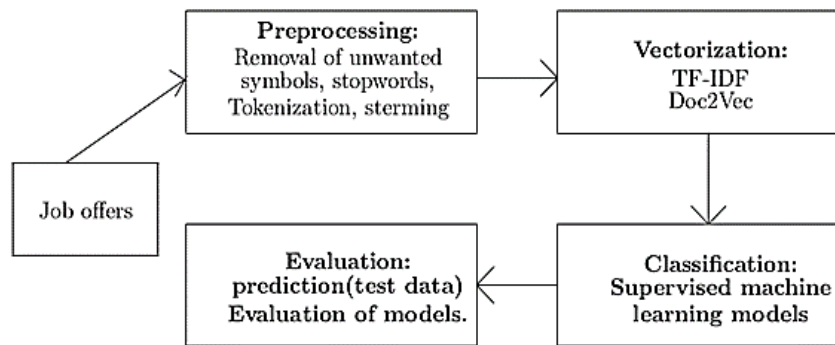 Preprocessing:
Removal of unwanted
symbols, stopwords,
Tokenization, sterming
Vectorization:
TF-IDF
Doc2Vec
Job offers
Evaluation:
prediction(test data)
Evaluation of models.
Classification:
Supervised machine
learning models